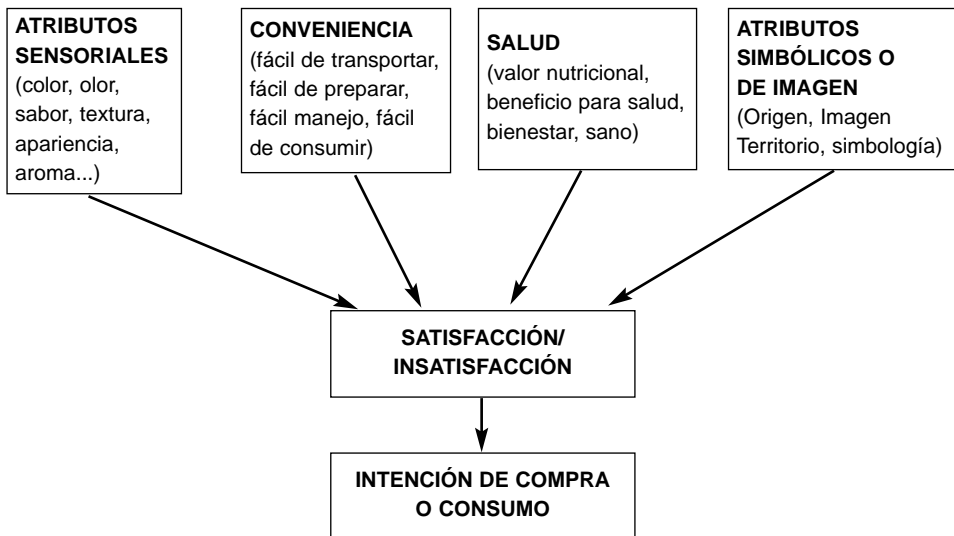 ATRIBUTOS
SENSORIALES
(color, olor,
sabor, textura,
apariencia,
aroma...)
CONVENIENCIA
(fácil de transportar,
fácil de preparar,
fácil manejo, fácil
de consumir)
SALUD
(valor nutricional,
beneficio para salud,
bienestar, sano)
ATRIBUTOS
SIMBÓLICOS O
DE IMAGEN
(Origen, Imagen
Territorio, simbología)
SATISFACCIÓN/
INSATISFACCIÓN
INTENCIÓN DE COMPRA
O CONSUMO